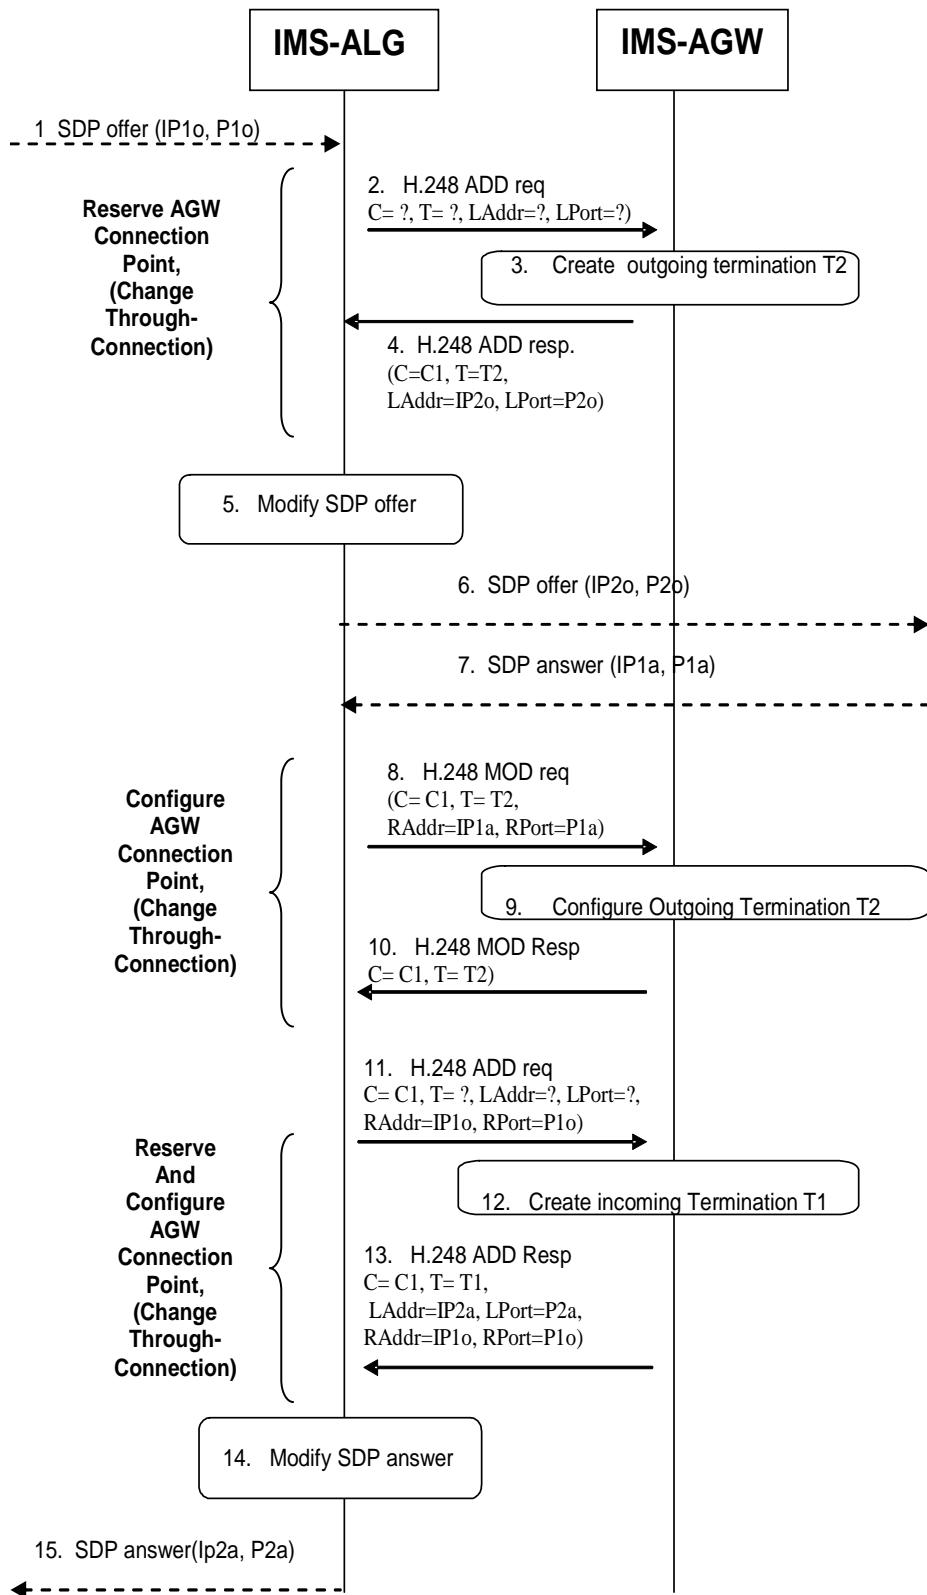 IMS-ALG
IMS-AGW
1 SDP offer (IP1o, P1o)
Reserve AGW
Connection
Point,
(Change
Through-
Connection)
2. H.248 ADD req
C= ?, T= ?, LAddr=?, LPort=?)
3. Create outgoing termination T2
4. H.248 ADD resp.
(C=C1, T=T2,
LAddr=IP2o, LPort=P2o)
5. Modify SDP offer
6. SDP offer (IP2o, P2o)
7. SDP answer (IP1a, P1a)
Configure
AGW
Connection
Point,
(Change
Through-
Connection)
8. H.248 MOD req
(C= C1, T= T2,
RAddr=IP1a, RPort=P1a)
9. Configure Outgoing Termination T2
10. H.248 MOD Resp
C= C1, T= T2)
11. H.248 ADD req
C= C1, T= ?, LAddr=?, LPort=?,
RAddr=IP1o, RPort=P1o)
Reserve
And
Configure
AGW
Connection
Point,
(Change
Through-
Connection)
12. Create incoming Termination T1
13. H.248 ADD Resp
C= C1, T= T1,
LAddr=IP2a, LPort=P2a,
RAddr=IP1o, RPort=P1o)
14. Modify SDP answer
15. SDP answer(Ip2a, P2a)